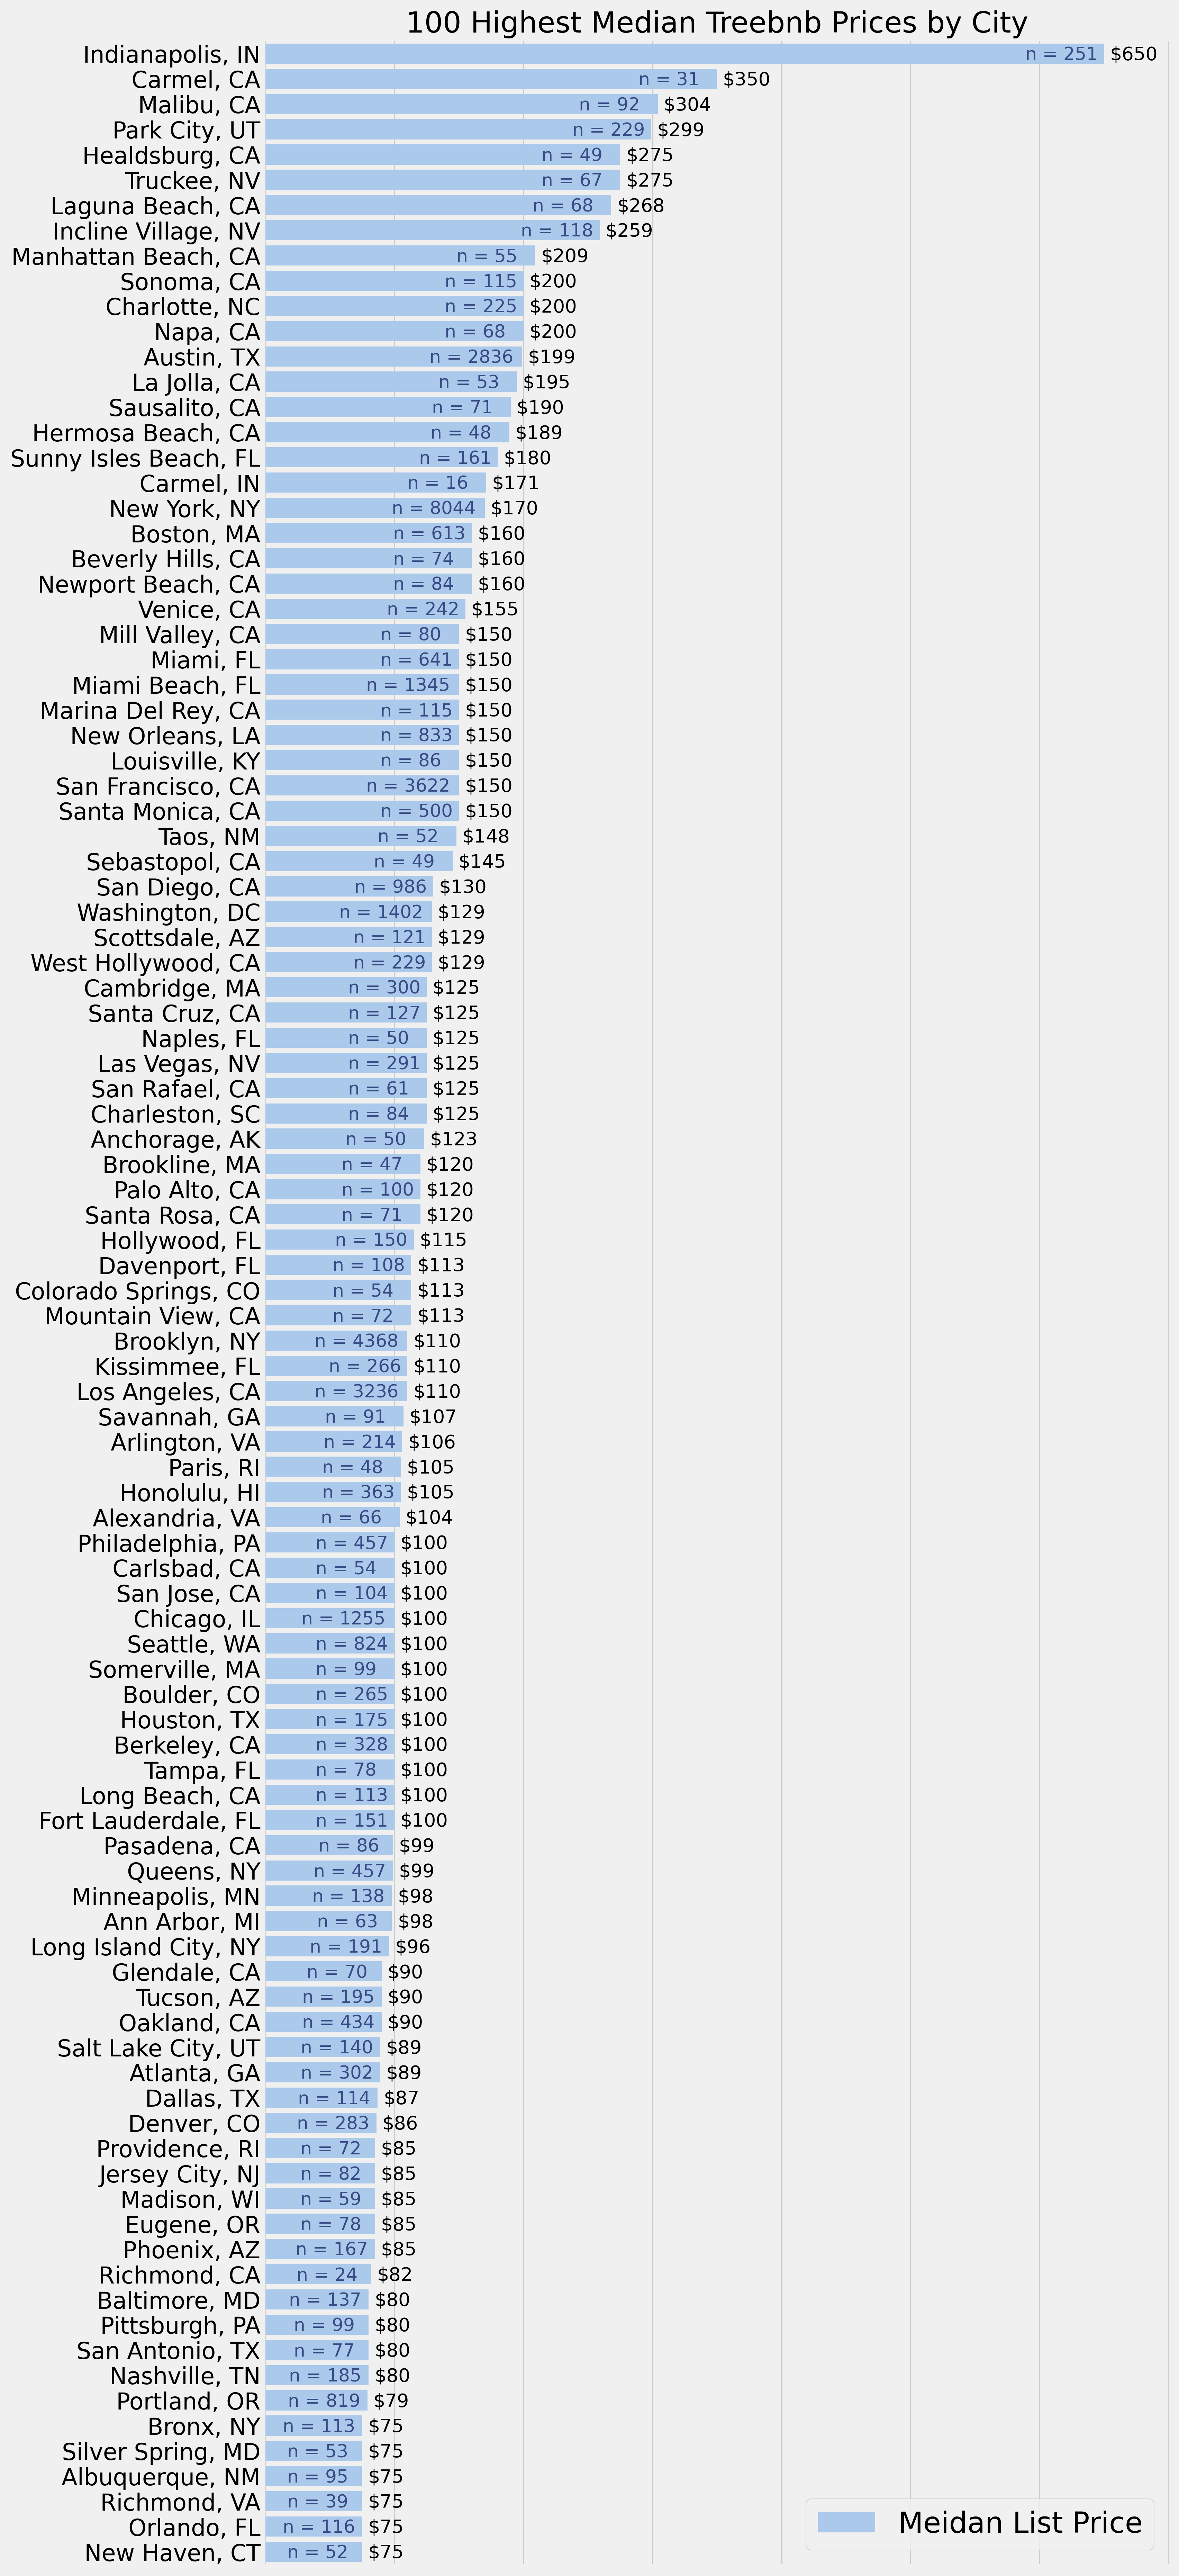 100 Highest Median Treebnb Prices by City
Indianapolis, IN n = 251 $650
Carmel, CA n = 31 $350
Malibu, CA n = 92 $304
Park City, UT n = 229 $299
Healdsburg, CA n = 49 $275
Truckee, NV n = 67 $275
Laguna Beach, CA n = 68 $268
Incline Village, NV n = 118 $259
Manhattan Beach, CA n = 55 $209
Sonoma, CA n = 115 $200
Charlotte, NC n = 225 $200
Napa, CA n = 68 $200
Austin, TX n = 2836 $199
La Jolla, CA n = 53 $195
Sausalito, CA n = 71 $190
Hermosa Beach, CA n = 48 $189
Sunny Isles Beach, FL n = 161 $180
Carmel, IN n = 16 $171
New York, NY n = 8044 $170
Boston, MA n = 613 $160
Beverly Hills, CA n = 74 $160
Newport Beach, CA n = 84 $160
Venice, CA n = 242 $155
Mill Valley, CA n = 80 $150
Miami, FL n = 641 $150
Miami Beach, FL n = 1345 $150
Marina Del Rey, CA n = 115 $150
New Orleans, LA n = 833 $150
Louisville, KY n = 86 $150
San Francisco, CA n = 3622 $150
Santa Monica, CA n = 500 $150
Taos, NM n = 52 $148
Sebastopol, CA n = 49 $145
San Diego, CA n = 986 $130
Washington, DC n = 1402 $129
Scottsdale, AZ n = 121 $129
West Hollywood, CA n = 229 $129
Cambridge, MA n = 300 $125
Santa Cruz, CA n = 127 $125
Naples, FL n = 50 $125
Las Vegas, NV n = 291 $125
San Rafael, CA n = 61 $125
Charleston, SC n = 84 $125
Anchorage, AK n = 50 $123
Brookline, MA n = 47 $120
Palo Alto, CA n = 100 $120
Santa Rosa, CA n = 71 $120
Hollywood, FL n = 150 $115
Davenport, FL n = 108 $113
Colorado Springs, CO n = 54 $113
Mountain View, CA n = 72 $113
Brooklyn, NY n = 4368 $110
Kissimmee, FL n = 266 $110
Los Angeles, CA n = 3236 $110
Savannah, GA n = 91 $107
Arlington, VA n = 214 $106
Paris, RI n = 48 $105
Honolulu, HI n = 363 $105
Alexandria, VA n = 66 $104
Philadelphia, PA n = 457 $100
Carlsbad, CA n = 54 $100
San Jose, CA n = 104 $100
Chicago, IL n = 1255 $100
Seattle, WA n = 824 $100
Somerville, MA n = 99 $100
Boulder, CO n = 265 $100
Houston, TX n = 175 $100
Berkeley, CA n = 328 $100
Tampa, FL n = 78 $100
Long Beach, CA n = 113 $100
Fort Lauderdale, FL n = 151 $100
Pasadena, CA n = 86 $99
Queens, NY n = 457 $99
Minneapolis, MN n = 138 $98
Ann Arbor, MI n = 63 $98
Long Island City, NY n = 191 $96
Glendale, CA n = 70 $90
Tucson, AZ n = 195 $90
Oakland, CA n = 434 $90
Salt Lake City, UT n = 140 $89
Atlanta, GA n = 302 $89
Dallas, TX n = 114 $87
Denver, CO n = 283 $86
Providence, RI n = 72 $85
Jersey City, NJ n = 82 $85
Madison, WI n = 59 $85
Eugene, OR n = 78 $85
Phoenix, AZ n = 167 $85
Richmond, CA n = 24 $82
Baltimore, MD n = 137 $80
Pittsburgh, PA n = 99 $80
San Antonio, TX n = 77 $80
Nashville, TN n = 185 $80
Portland, OR n = 819 $79
Bronx, NY n = 113 $75
Silver Spring, MD n = 53 $75
Albuquerque, NM n = 95 $75
Richmond, VA n = 39 $75
Orlando, FL n = 116 $75
New Haven, CT n = 52 $75
Meidan List Price